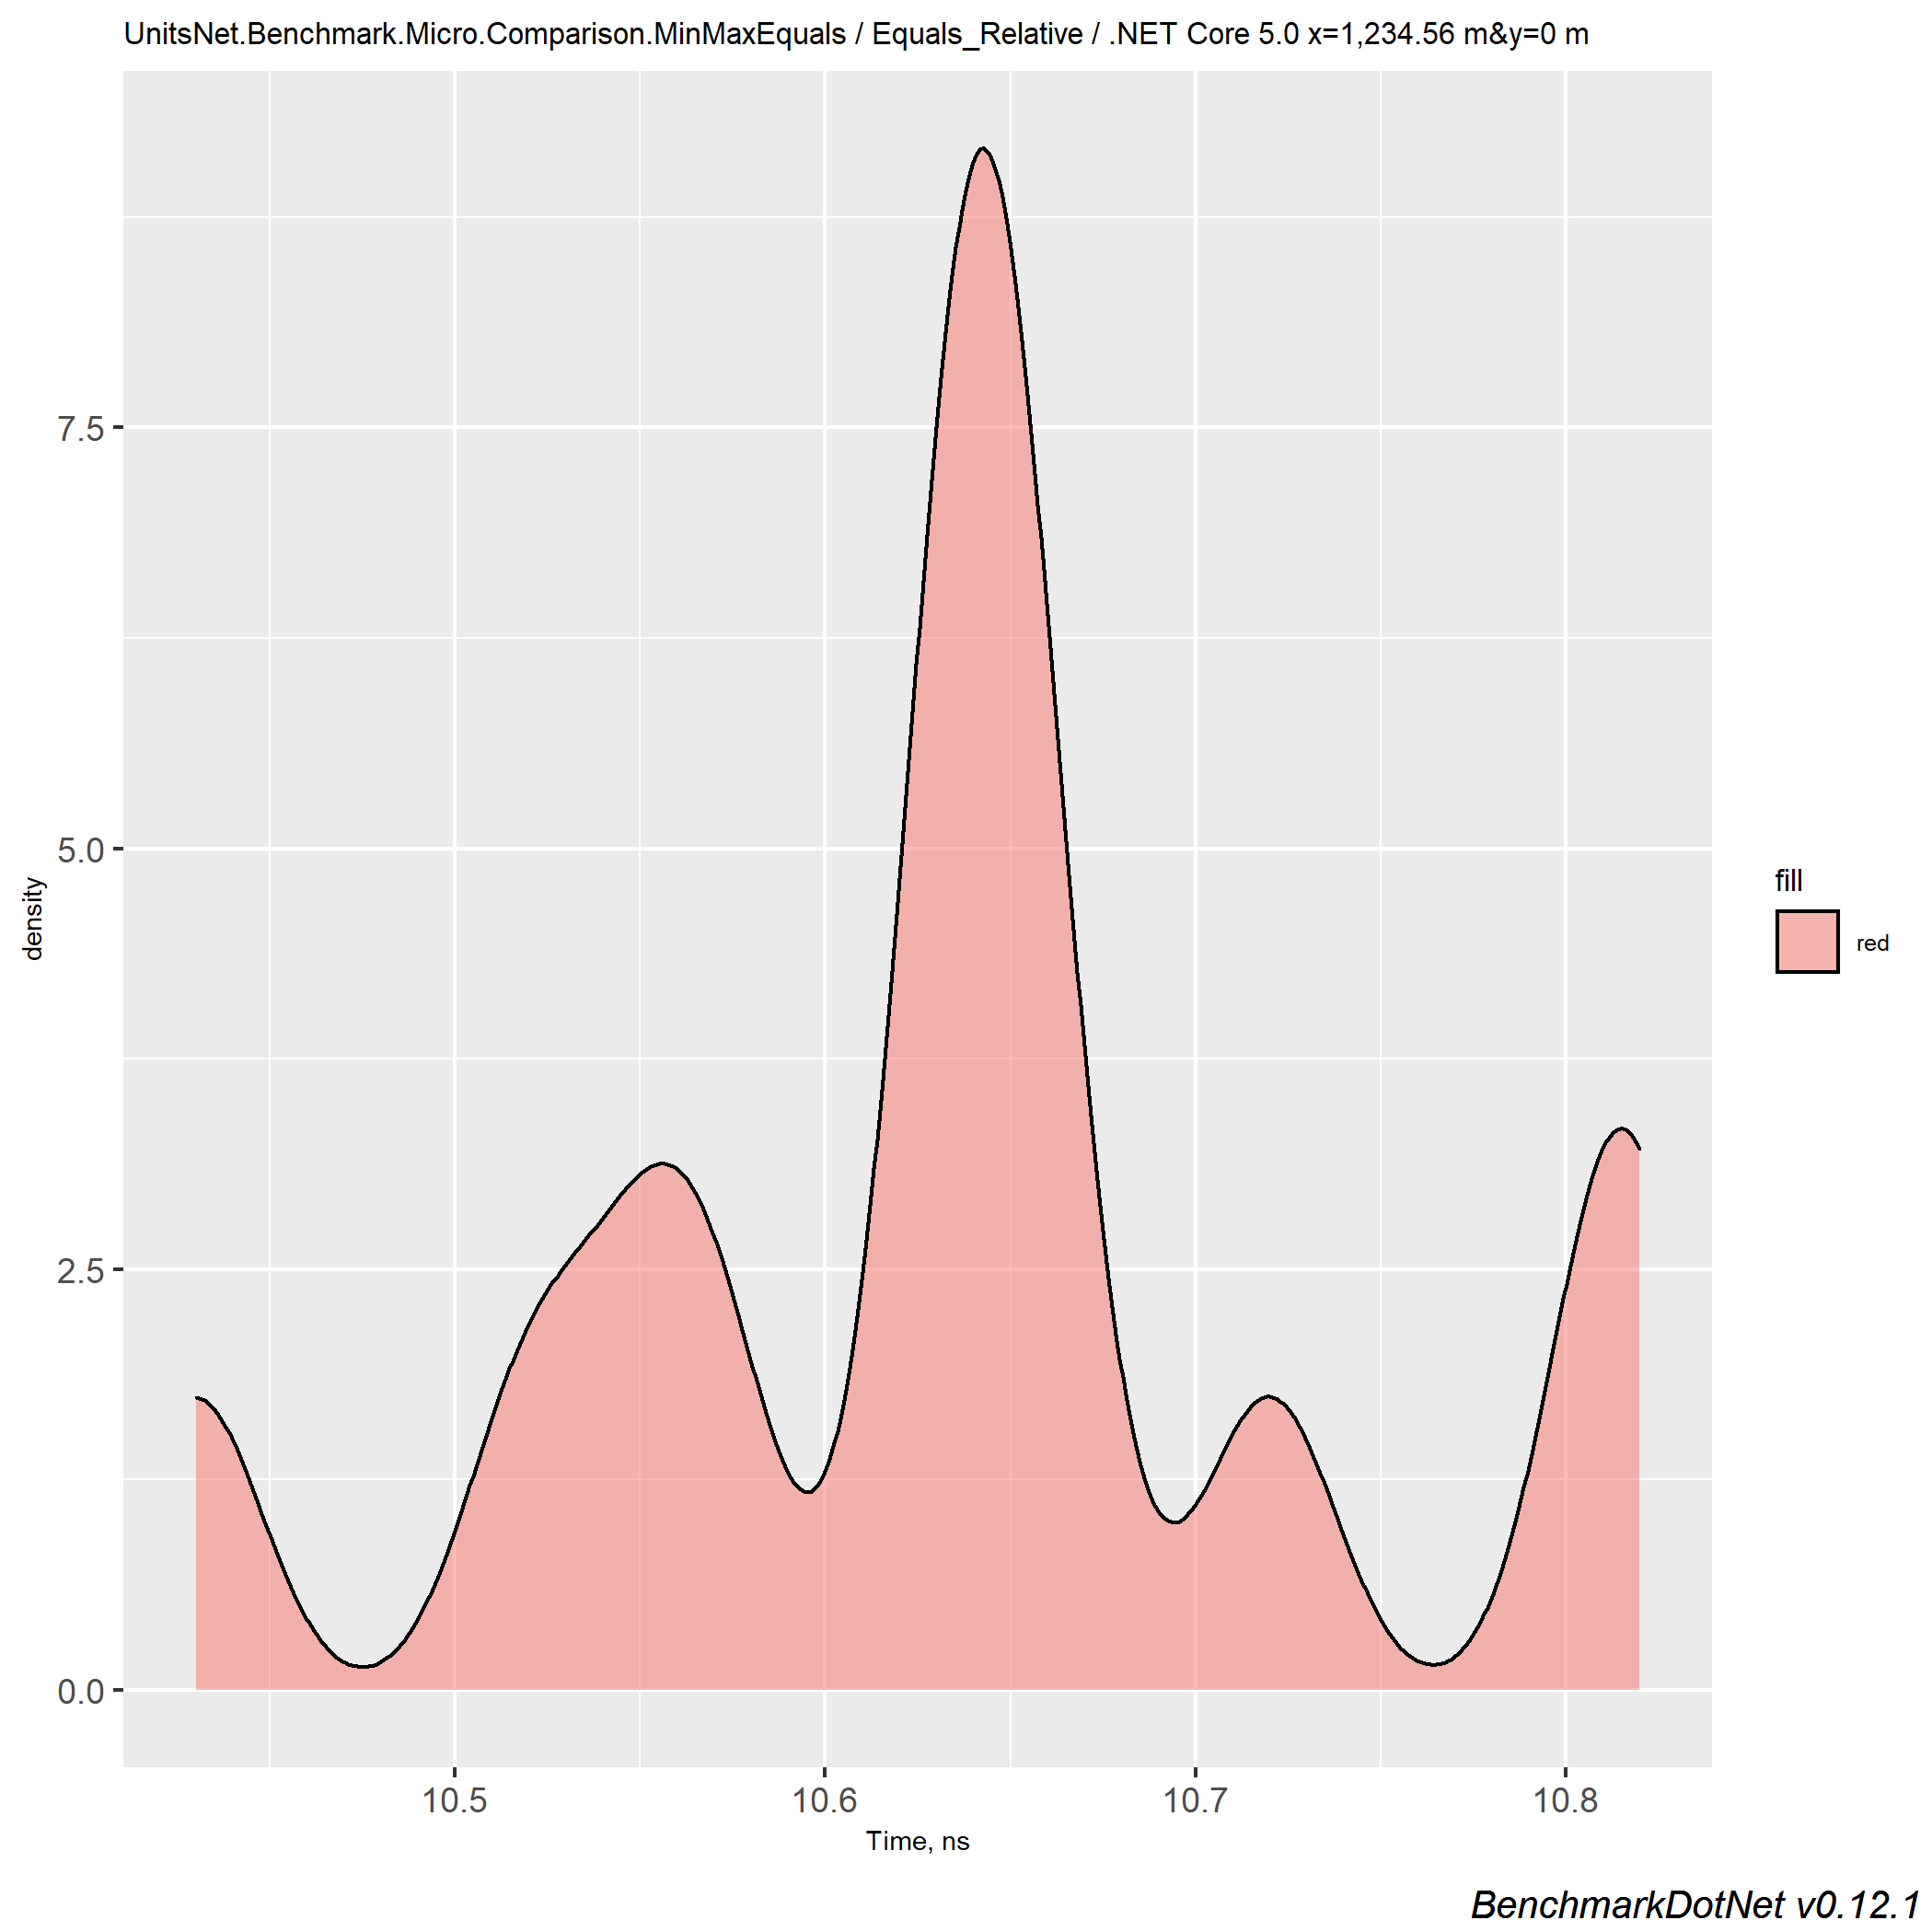 UnitsNet.Benchmark.Micro.Comparison.MinMaxEquals / Equals_Relative / .NET Core 5.0 x=1,234.56 m&y=0 m
7.5
5.0
2.5
0.0
density
10.5 10.6 10.7 10.8
Time, ns
fill
red
BenchmarkDotNet v0.12.1